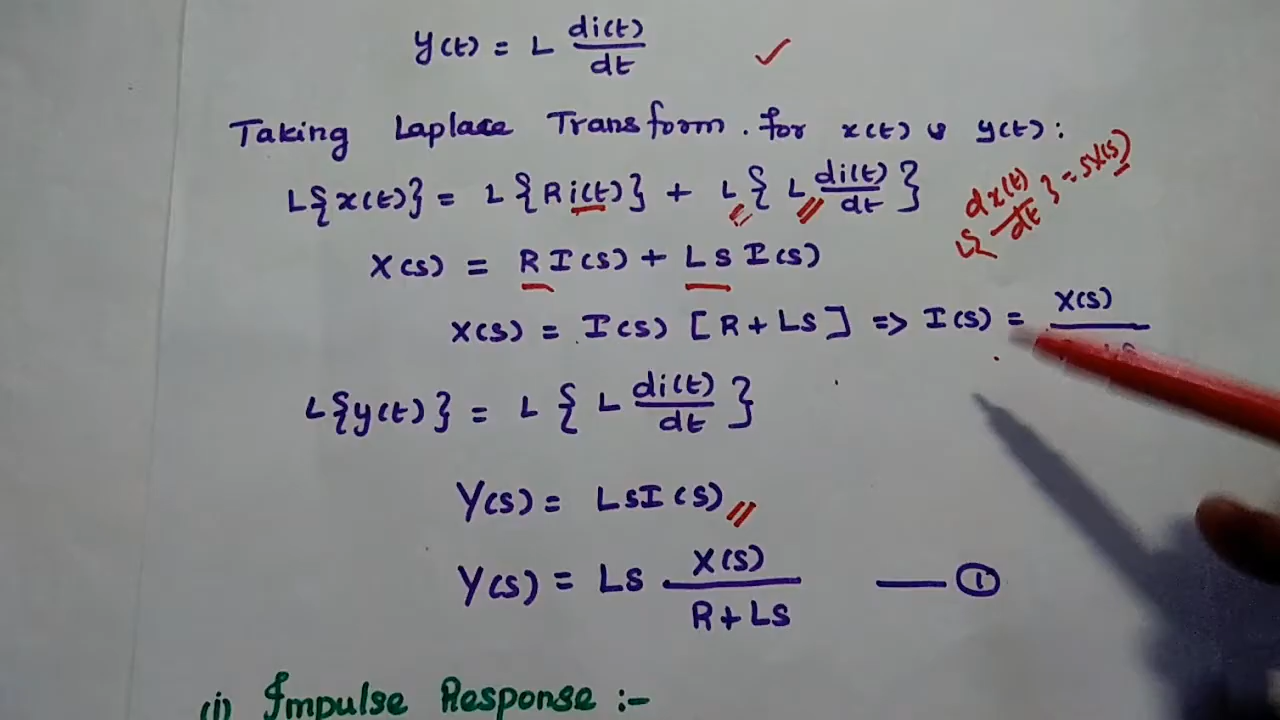 y(t) = L di(t)/dt ✓
Taking Laplace Transform. for x(t) & y(t):
L{x(t)} = L{Ri(t)} + L{L di(t)/dt}
L{dx(t)/dt} = sX(s)
X(s) = R I(s) + Ls I(s)
X(s) = I(s) [R + Ls] => I(s) = X(s)/
L{y(t)} = L{L di(t)/dt}
Y(s) = LsI(s)
Y(s) = Ls X(s)/R+Ls — ①
(i) Impulse Response :-